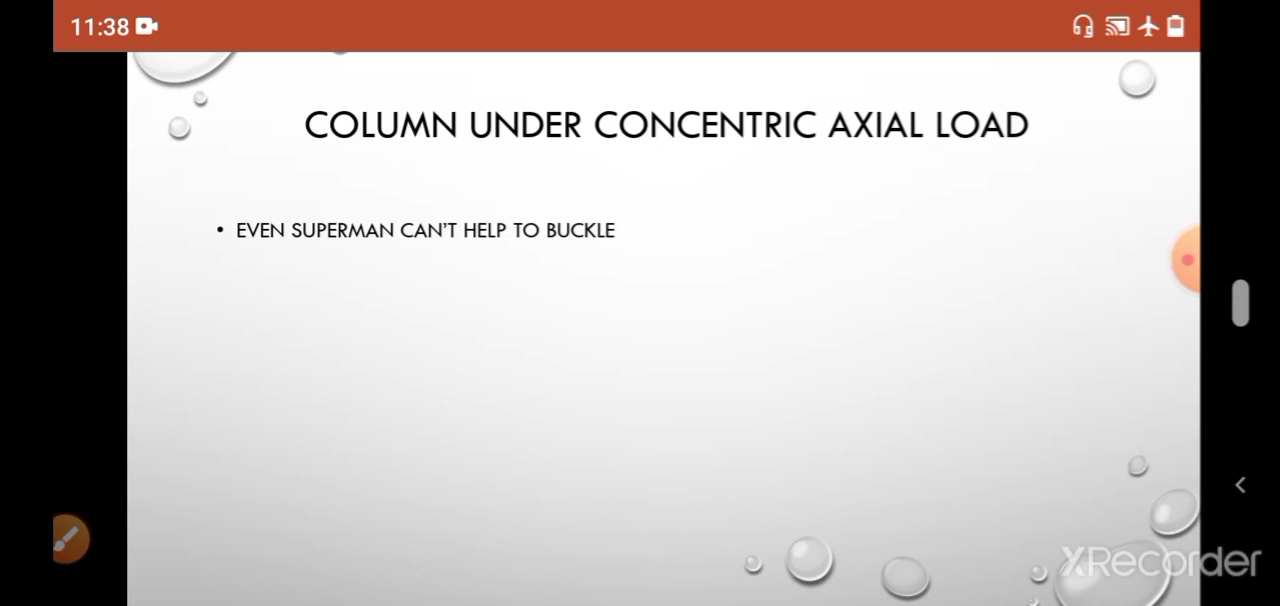 11:38
COLUMN UNDER CONCENTRIC AXIAL LOAD
• EVEN SUPERMAN CAN'T HELP TO BUCKLE
XRecorder